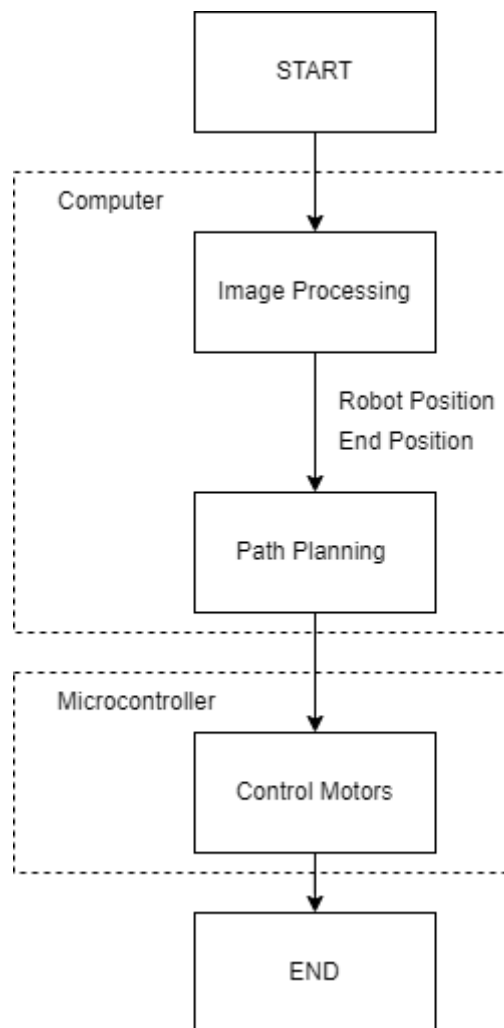 START
Computer
Image Processing
Robot Position
End Position
Path Planning
Microcontroller
Control Motors
END